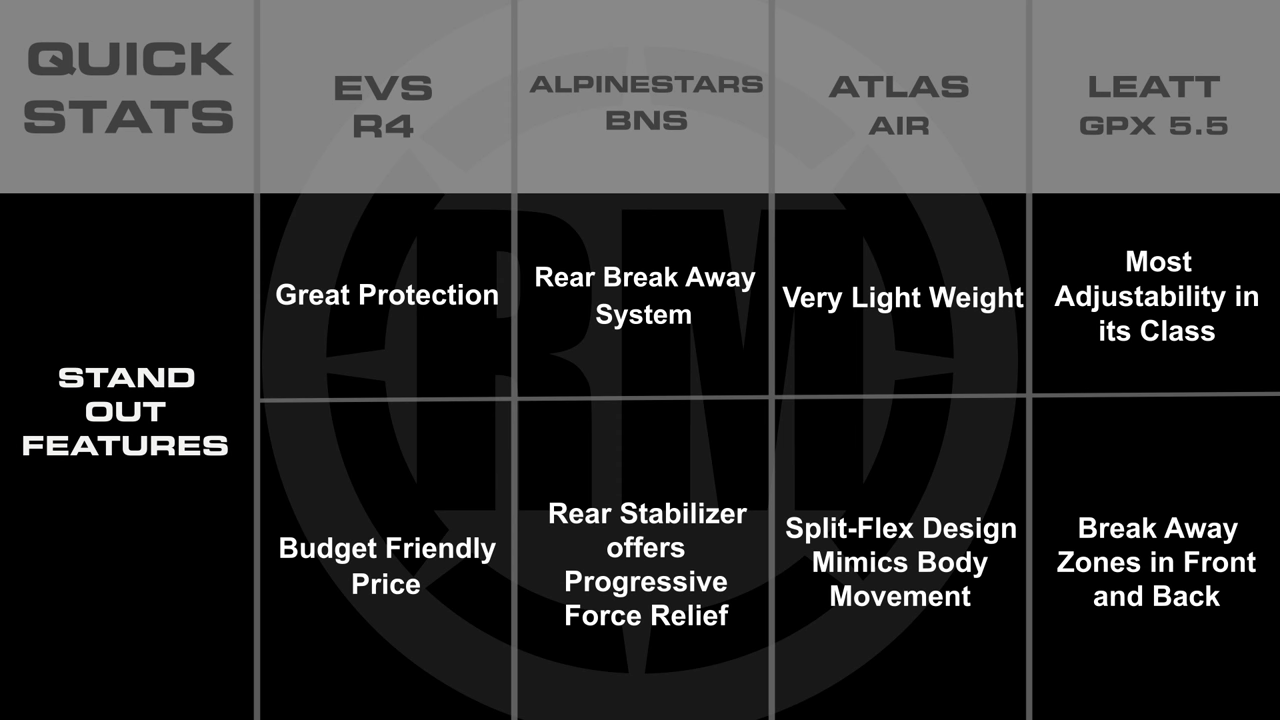 QUICK
STATS
EVS
R4
ALPINESTARS
BNS
ATLAS
AIR
LEATT
GPX 5.5
STAND
OUT
FEATURES
Great Protection
Rear Break Away
System
Very Light Weight
Most
Adjustability in
its Class
Budget Friendly
Price
Rear Stabilizer
offers
Progressive
Force Relief
Split-Flex Design
Mimics Body
Movement
Break Away
Zones in Front
and Back
RM